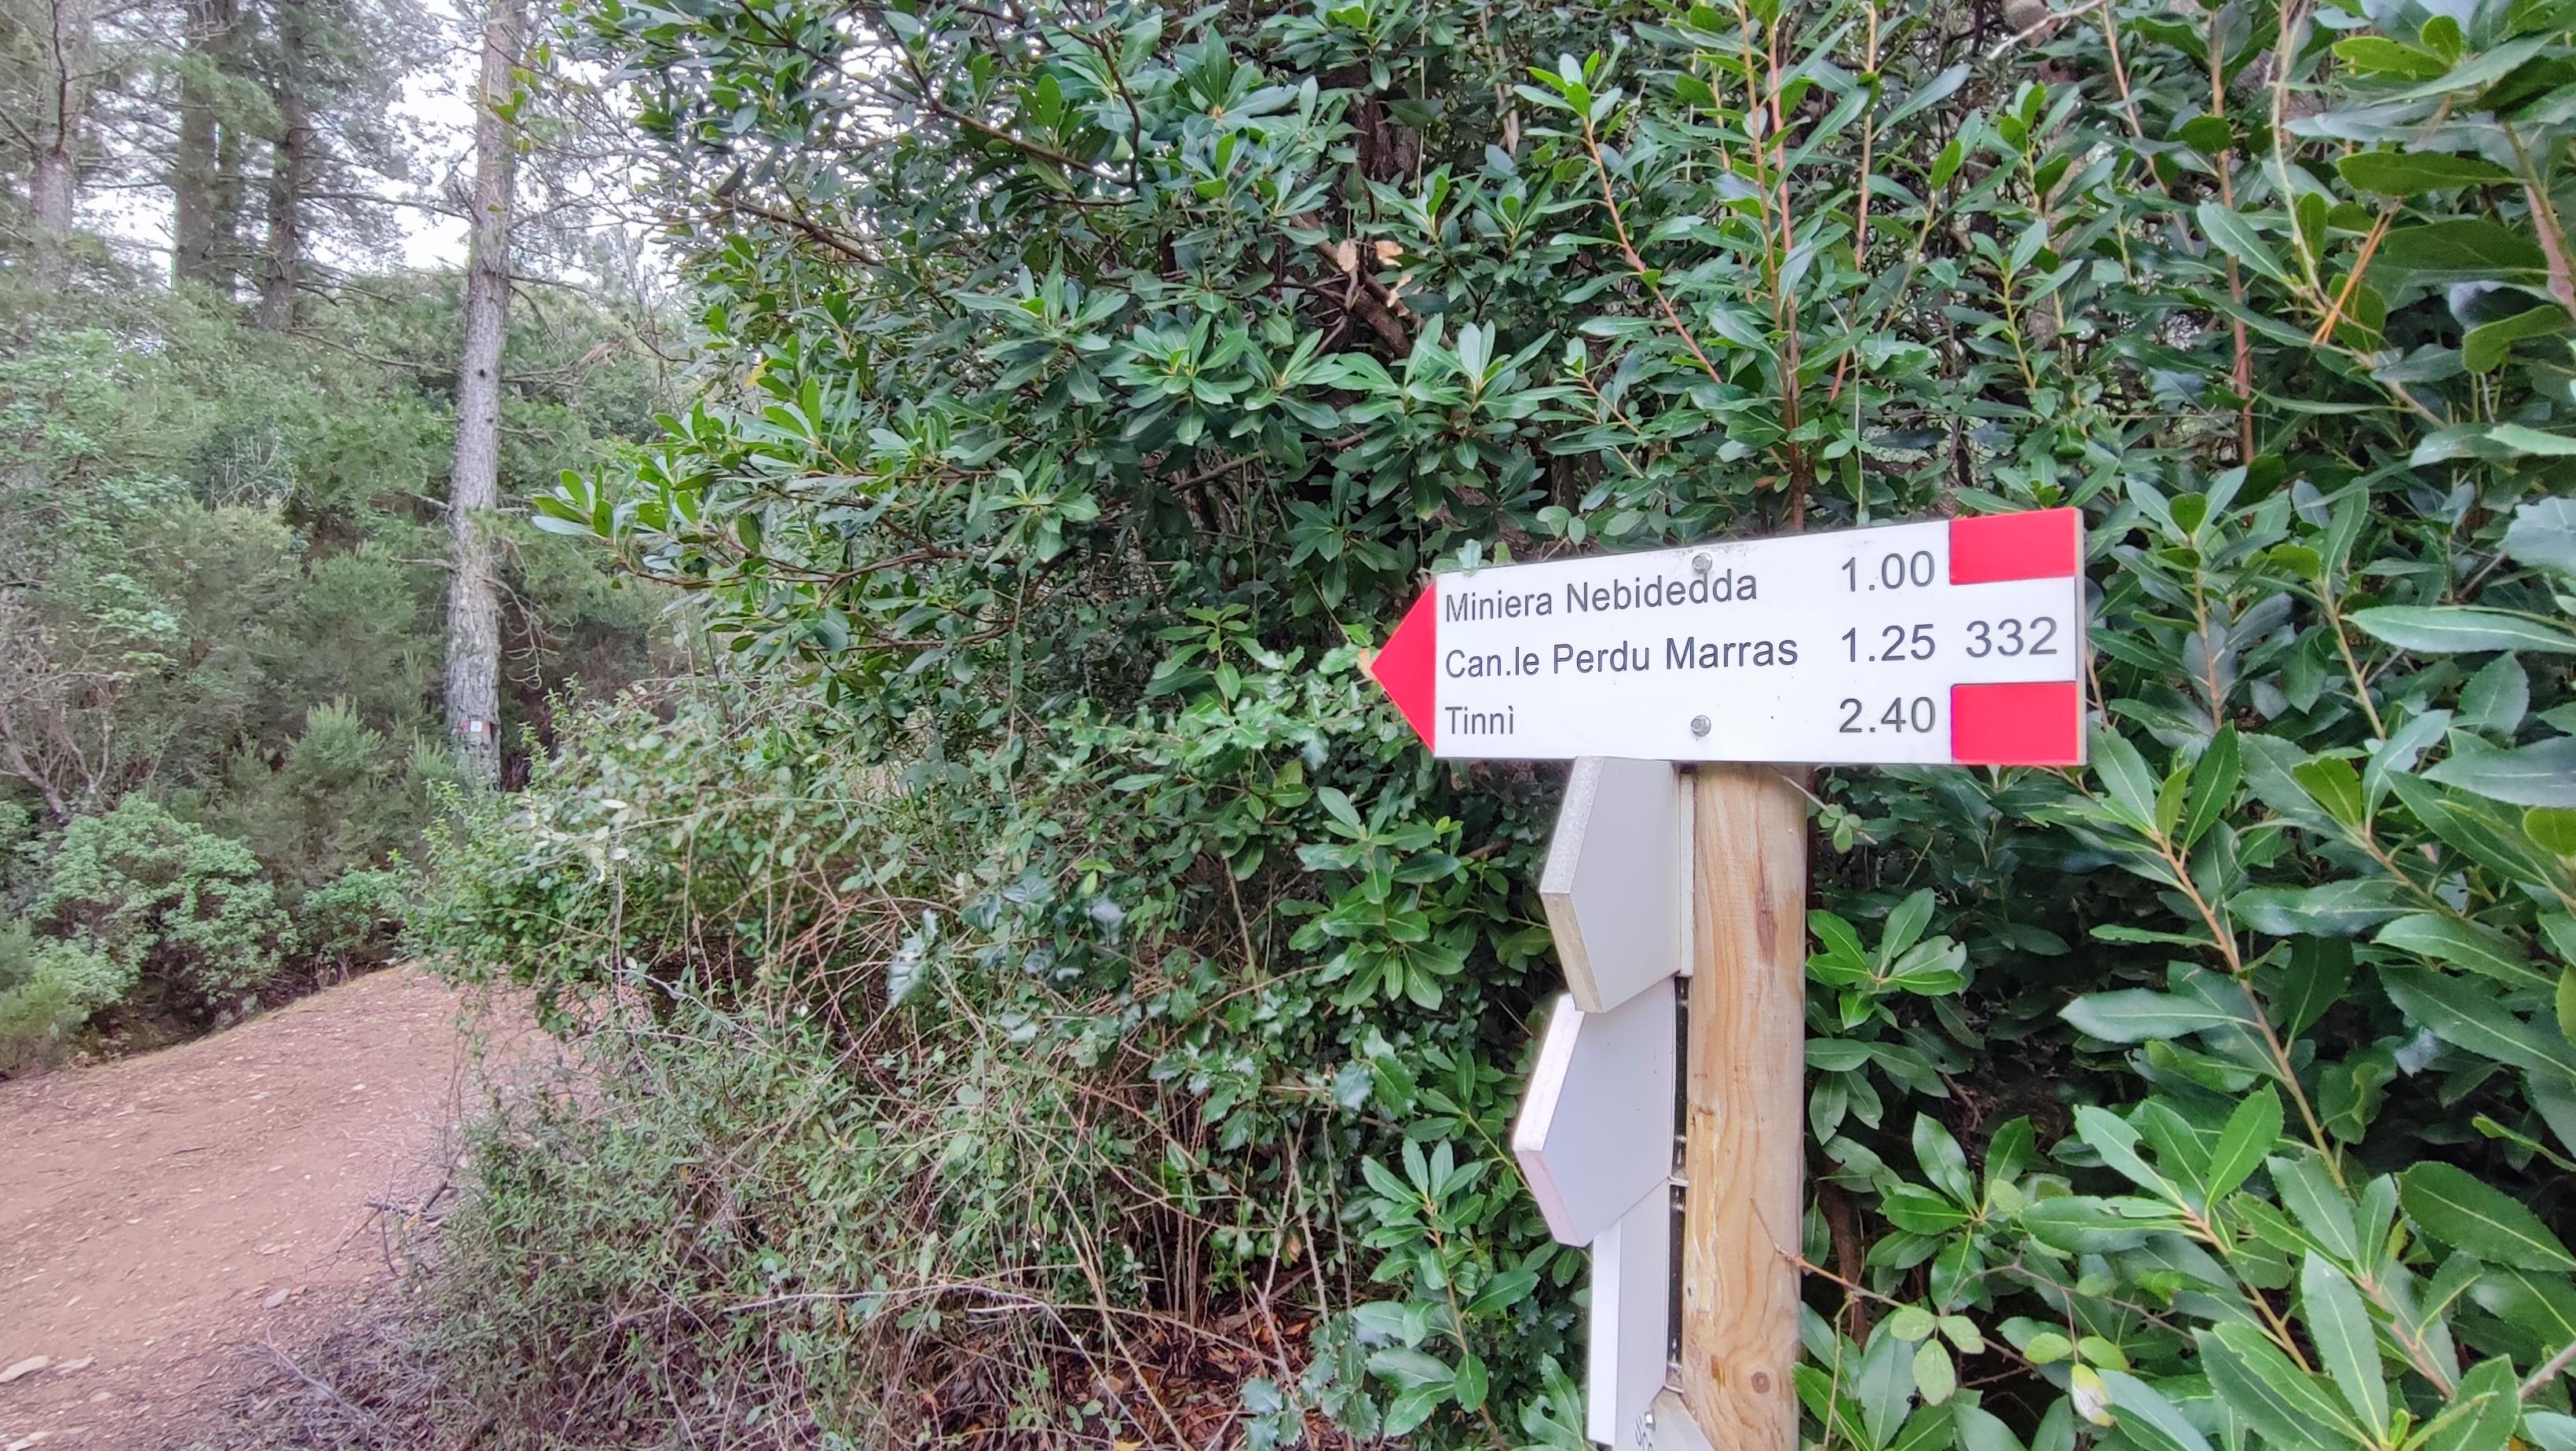 Miniera Nebidedda 1.00
Can.le Perdu Marras 1.25 332
Tinnì 2.40